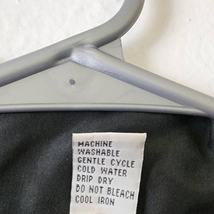 MACHINE
WASHABLE
GENTLE CYCLE
COLD WATER
DRIP DRY
DO NOT BLEACH
COOL IRON